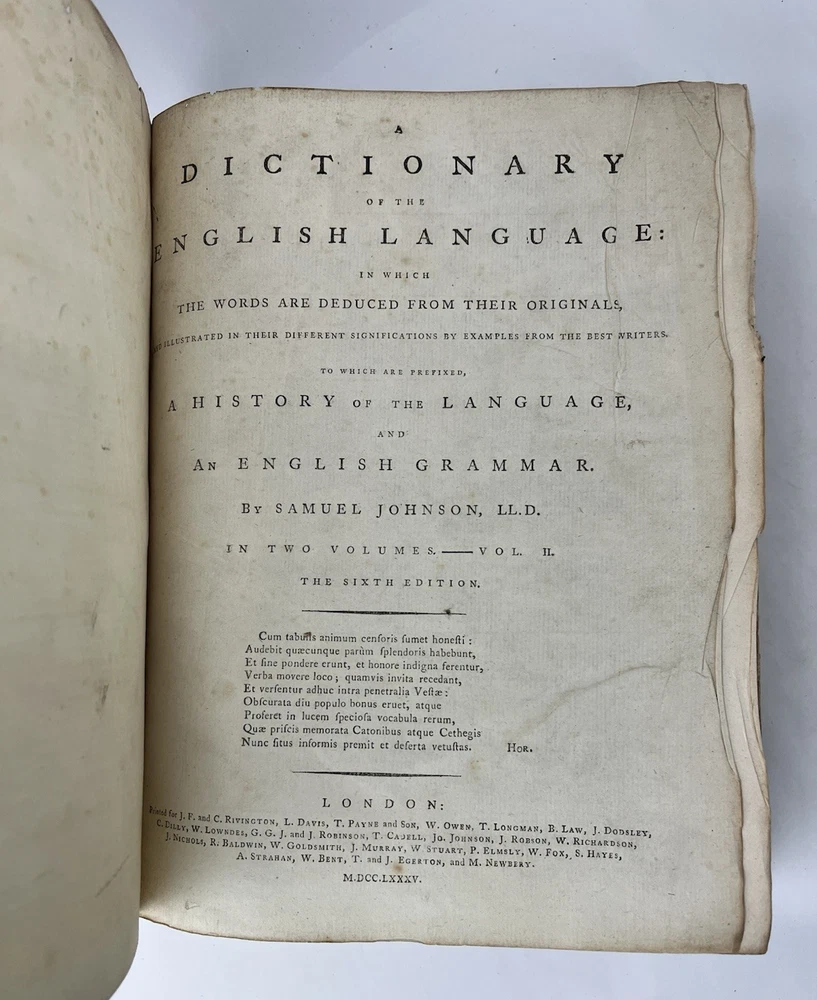 A
DICTIONARY
OF THE
ENGLISH LANGUAGE:
IN WHICH
THE WORDS ARE DEDUCED FROM THEIR ORIGINALS,
AND ILLUSTRATED IN THEIR DIFFERENT SIGNIFICATIONS BY EXAMPLES FROM THE BEST WRITERS.
TO WHICH ARE PREFIXED,
A HISTORY OF THE LANGUAGE,
AND
AN ENGLISH GRAMMAR.
BY SAMUEL JOHNSON, LL.D.
IN TWO VOLUMES.——VOL. II.
THE SIXTH EDITION.
Cum tabulis animum cenſoris ſumet honeſti :
Audebit quæcunque parùm ſplendoris habebunt,
Et ſine pondere erunt, et honore indigna ferentur,
Verba movere loco ; quamvis invita recedant,
Et verſentur adhuc intra penetralia Veſtæ :
Obſcurata diu populo bonus eruet, atque
Proferet in lucem ſpecioſa vocabula rerum,
Quæ priſcis memorata Catonibus atque Cethegis
Nunc ſitus informis premit et deſerta vetuſtas. HOR.
LONDON:
Printed for J. F. and C. RIVINGTON, L. DAVIS, T. PAYNE and SON, W. OWEN, T. LONGMAN, B. LAW, J. DODSLEY,
C. DILLY, W. LOWNDES, G. G. J. and J. ROBINSON, T. CADELL, JO. JOHNSON, J. ROBSON, W. RICHARDSON,
J. NICHOLS, R. BALDWIN, W. GOLDSMITH, J. MURRAY, W STUART, P. ELMSLY, W. FOX, S. HAYES,
A. STRAHAN, W. BENT, T. and J. EGERTON, and M. NEWBERY.
M.DCC.LXXXV.